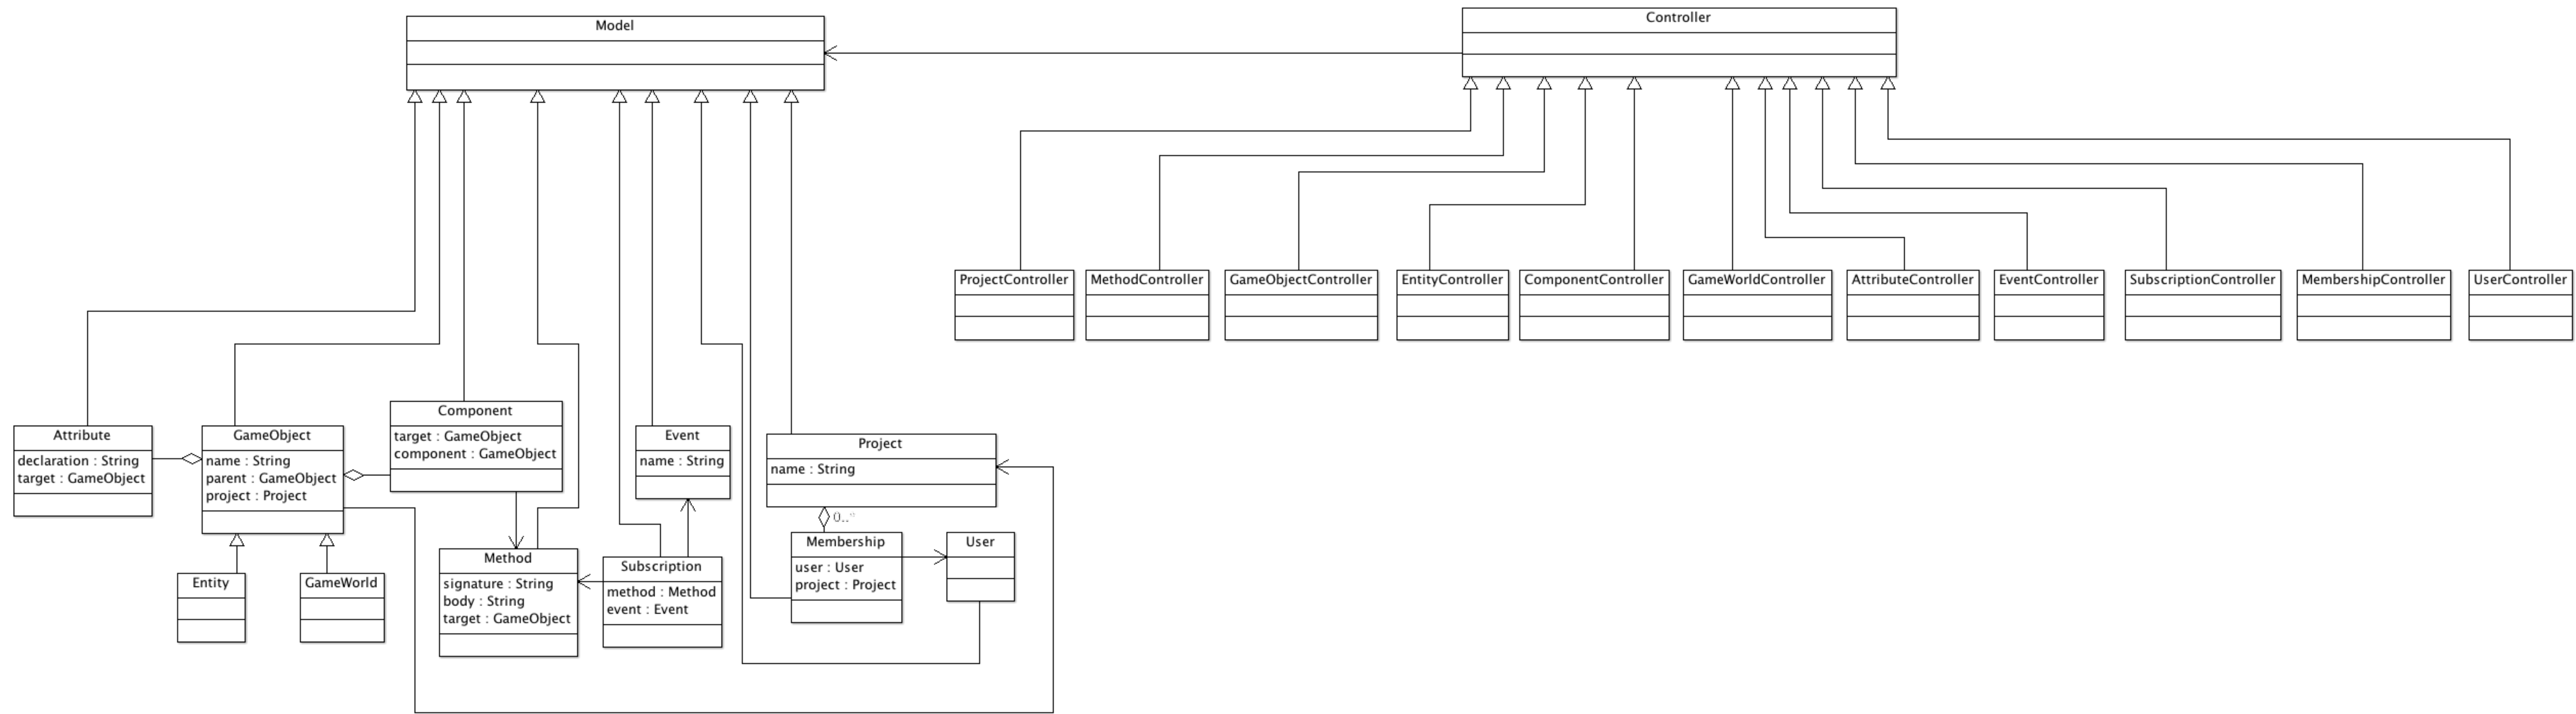 Model
Controller
ProjectController
MethodController
GameObjectController
EntityController
ComponentController
GameWorldController
AttributeController
EventController
SubscriptionController
MembershipController
UserController
Component
target : GameObject
component : GameObject
Attribute
declaration : String
target : GameObject
GameObject
name : String
parent : GameObject
project : Project
Event
name : String
Project
name : String
0..*
Entity
GameWorld
Method
signature : String
body : String
target : GameObject
Subscription
method : Method
event : Event
Membership
user : User
project : Project
User